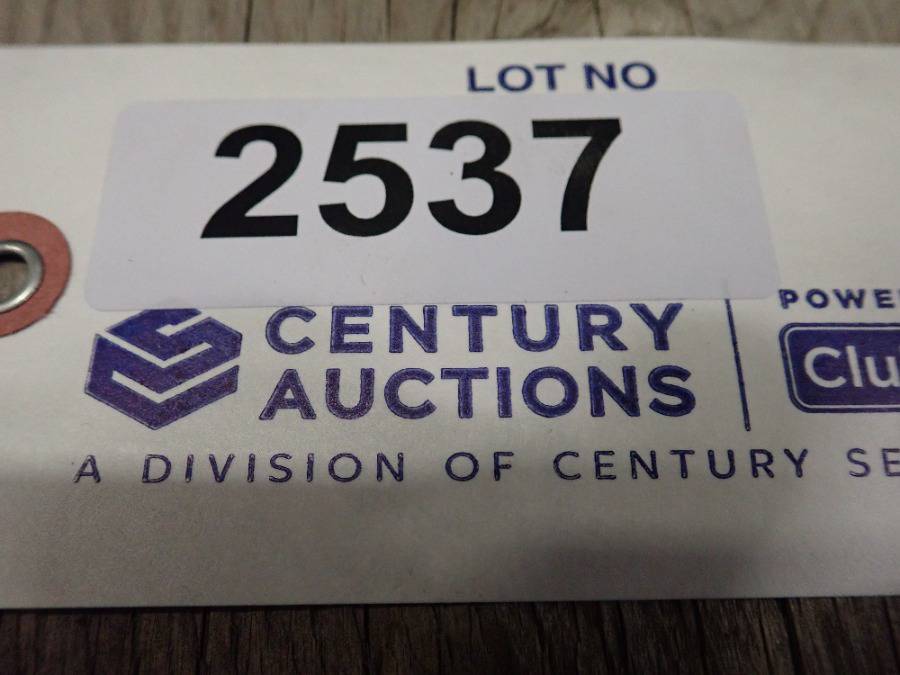 LOT NO
2537
CENTURY
AUCTIONS
POWE
Clu
A DIVISION OF CENTURY SE